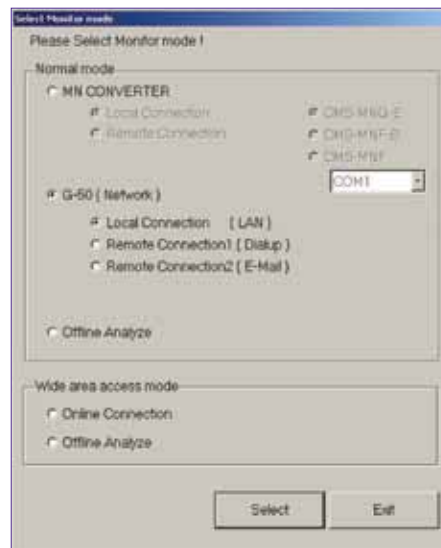 Select Monitor mode
Please Select Monitor mode !
Normal mode
MN CONVERTER
Local Connection
Remote Connection
CMS-MNG-E
CMS-MNF-B
CMS-MNF
COM1
G-50 ( Network )
Local Connection [ LAN ]
Remote Connection1 [ Dialup ]
Remote Connection2 [ E-Mail ]
Offline Analyze
Wide area access mode
Online Connection
Offline Analyze
Select
Exit